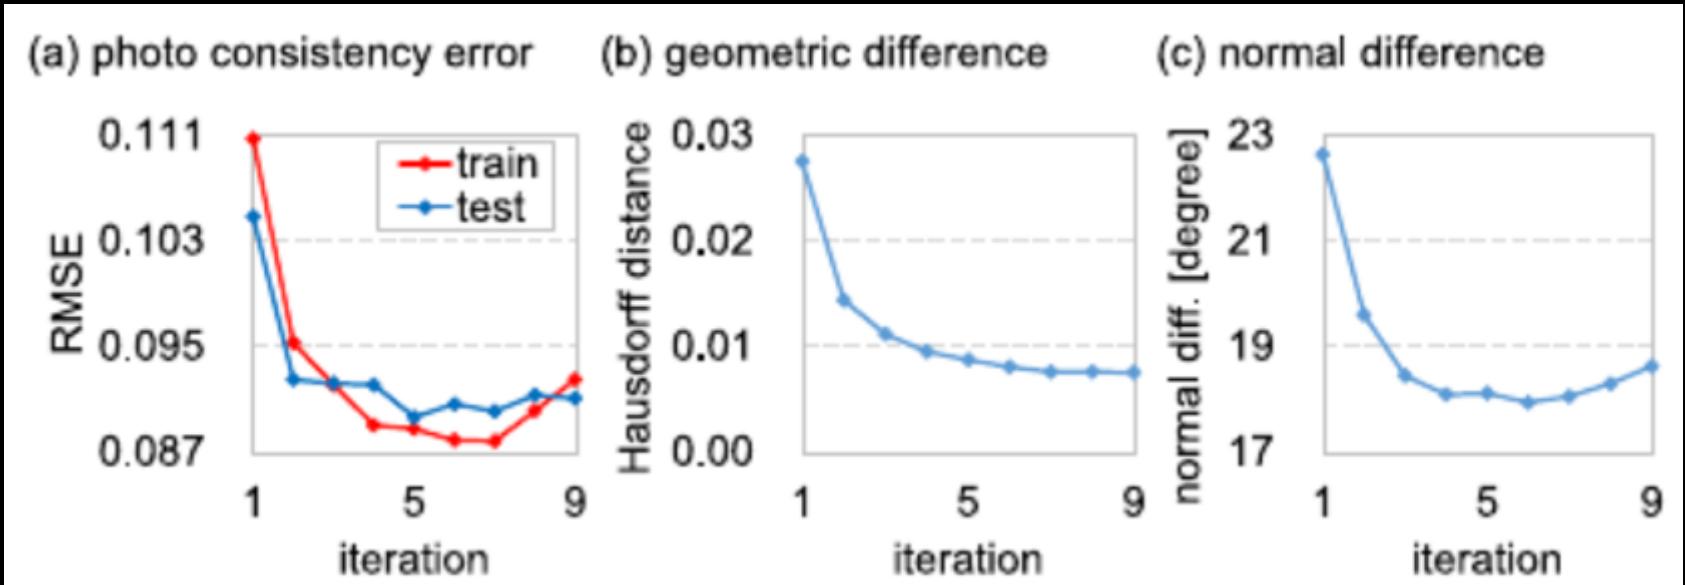 (a) photo consistency error
RMSE
0.111
0.103
0.095
0.087
train
test
1 5 9
iteration
(b) geometric difference
Hausdorff distance
0.03
0.02
0.01
0.00
1 5 9
iteration
(c) normal difference
normal diff. [degree]
23
21
19
17
1 5 9
iteration